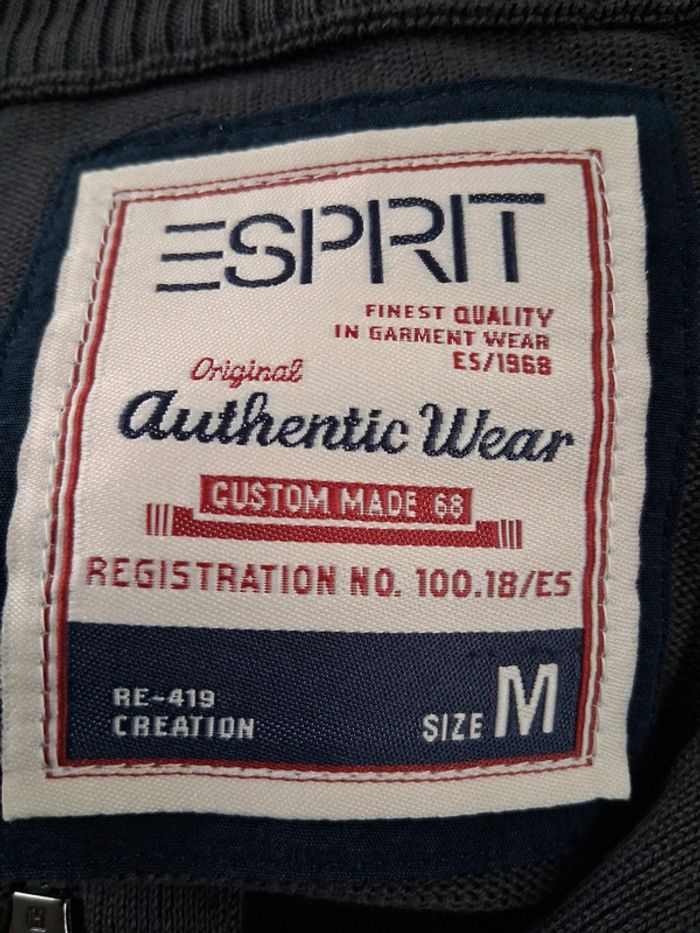 ESPRIT
FINEST QUALITY
IN GARMENT WEAR
ES/1968
Original
Authentic Wear
CUSTOM MADE 68
REGISTRATION NO. 100.18/ES
RE-419
CREATION
SIZE M